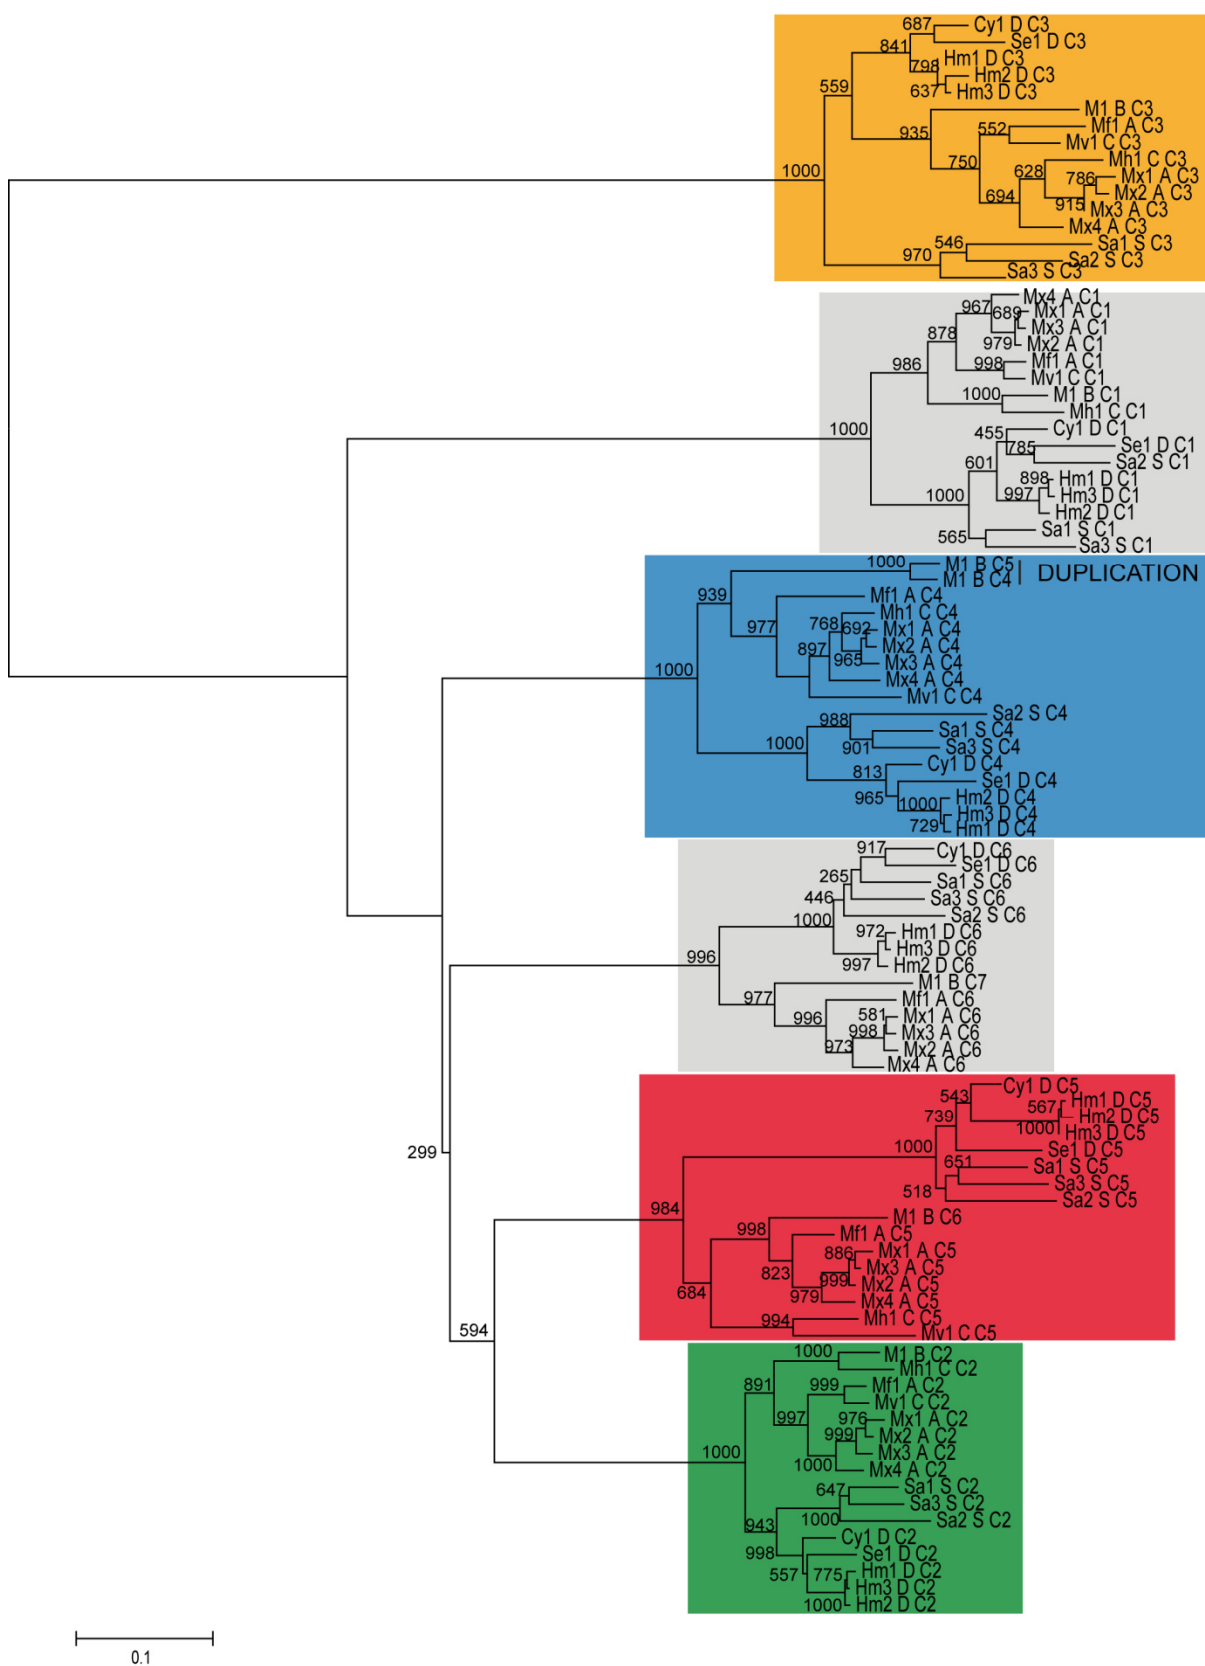 687 Cy1 D C3
Se1 D C3
841
798 Hm1 D C3
Hm2 D C3
637 Hm3 D C3
559
M1 B C3
935
552 Mf1 A C3
Mv1 C C3
750
Mh1 C C3
628
786 Mx1 A C3
Mx2 A C3
694
915 Mx3 A C3
Mx4 A C3
1000
546 Sa1 S C3
970
Sa2 S C3
Sa3 S C3
Mx4 A C1
967
689 Mx1 A C1
Mx3 A C1
878
979 Mx2 A C1
Mf1 A C1
998
Mv1 C C1
986
1000 M1 B C1
Mh1 C C1
Cy1 D C1
455
785 Se1 D C1
Sa2 S C1
1000
601
898 Hm1 D C1
997 Hm3 D C1
Hm2 D C1
1000
Sa1 S C1
565
Sa3 S C1
1000 M1 B C5
M1 B C4
DUPLICATION
939
Mf1 A C4
Mh1 C C4
977
768
692 Mx1 A C4
Mx2 A C4
897
965 Mx3 A C4
Mx4 A C4
1000
Mv1 C C4
Sa2 S C4
988
Sa1 S C4
901 Sa3 S C4
1000
Cy1 D C4
813
Se1 D C4
965
1000 Hm2 D C4
Hm3 D C4
729 Hm1 D C4
917 Cy1 D C6
Se1 D C6
265
Sa1 S C6
446
Sa3 S C6
Sa2 S C6
1000
972 Hm1 D C6
Hm3 D C6
997 Hm2 D C6
996
M1 B C7
977
Mf1 A C6
996
581 Mx1 A C6
998 Mx3 A C6
973
Mx2 A C6
Mx4 A C6
Cy1 D C5
543
567 Hm1 D C5
Hm2 D C5
739
1000 Hm3 D C5
1000
Se1 D C5
651
Sa1 S C5
518
Sa3 S C5
Sa2 S C5
299
984
M1 B C6
998
Mf1 A C5
886 Mx1 A C5
823
Mx3 A C5
999 Mx2 A C5
684
979 Mx4 A C5
994 Mh1 C C5
Mv1 C C5
594
1000 M1 B C2
Mh1 C C2
891
999 Mf1 A C2
Mv1 C C2
997
976 Mx1 A C2
999 Mx2 A C2
Mx3 A C2
1000
Mx4 A C2
1000
647 Sa1 S C2
Sa3 S C2
1000 Sa2 S C2
943
Cy1 D C2
998
Se1 D C2
557
775 Hm1 D C2
Hm3 D C2
1000 Hm2 D C2
0.1